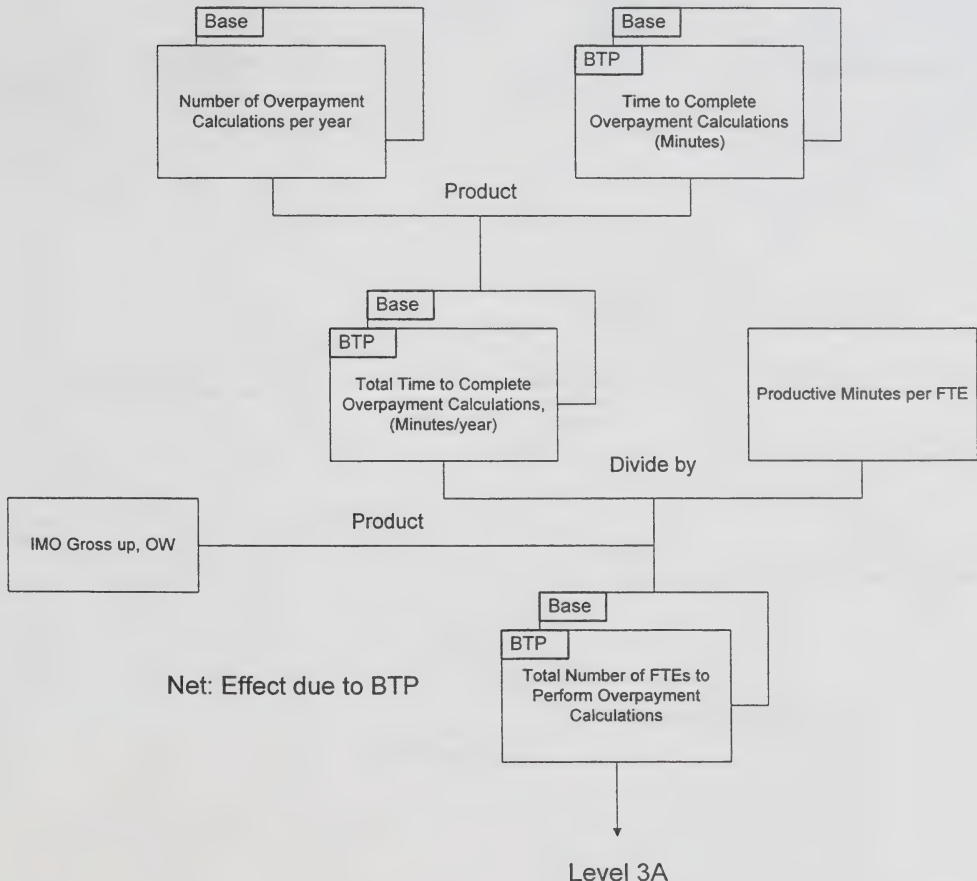 Base
Number of Overpayment
Calculations per year
Base
BTP
Time to Complete
Overpayment Calculations
(Minutes)
Product
Base
BTP
Total Time to Complete
Overpayment Calculations,
(Minutes/year)
Productive Minutes per FTE
Divide by
IMO Gross up, OW
Product
Base
BTP
Total Number of FTEs to
Perform Overpayment
Calculations
Net: Effect due to BTP
Level 3A